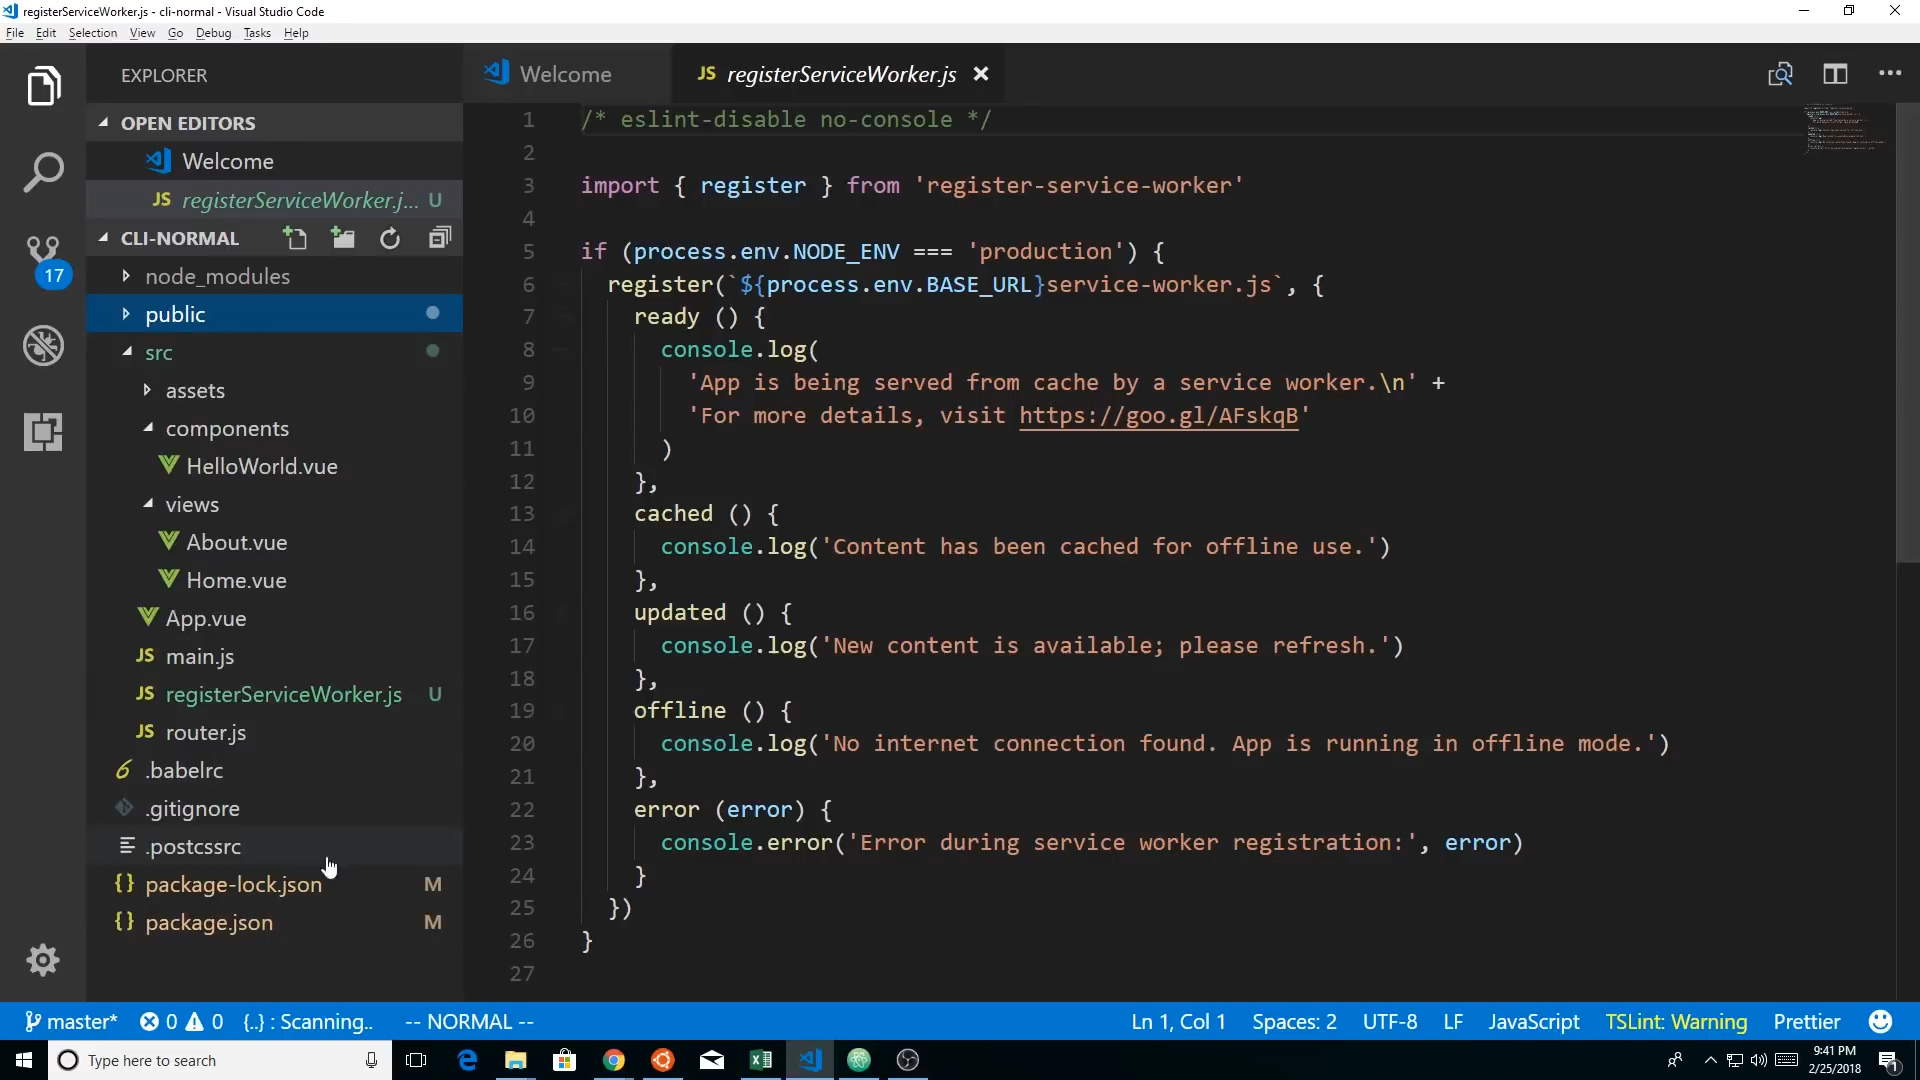 registerServiceWorker.js - cli-normal - Visual Studio Code
File Edit Selection View Go Debug Tasks Help
EXPLORER
OPEN EDITORS
Welcome
JS registerServiceWorker.j... U
CLI-NORMAL
17
node_modules
public
src
assets
components
HelloWorld.vue
views
About.vue
Home.vue
App.vue
JS main.js
JS registerServiceWorker.js U
JS router.js
.babelrc
.gitignore
.postcssrc
{} package-lock.json M
{} package.json M
Welcome
JS registerServiceWorker.js
1 /* eslint-disable no-console */
2
3 import { register } from 'register-service-worker'
4
5 if (process.env.NODE_ENV === 'production') {
6 register(`${process.env.BASE_URL}service-worker.js`, {
7 ready () {
8 console.log(
9 'App is being served from cache by a service worker.\n' +
10 'For more details, visit https://goo.gl/AFskqB'
11 )
12 },
13 cached () {
14 console.log('Content has been cached for offline use.')
15 },
16 updated () {
17 console.log('New content is available; please refresh.')
18 },
19 offline () {
20 console.log('No internet connection found. App is running in offline mode.')
21 },
22 error (error) {
23 console.error('Error during service worker registration:', error)
24 }
25 })
26 }
27
master* 0 0 {..} : Scanning.. -- NORMAL -- Ln 1, Col 1 Spaces: 2 UTF-8 LF JavaScript TSLint: Warning Prettier
Type here to search
9:41 PM
2/25/2018
1